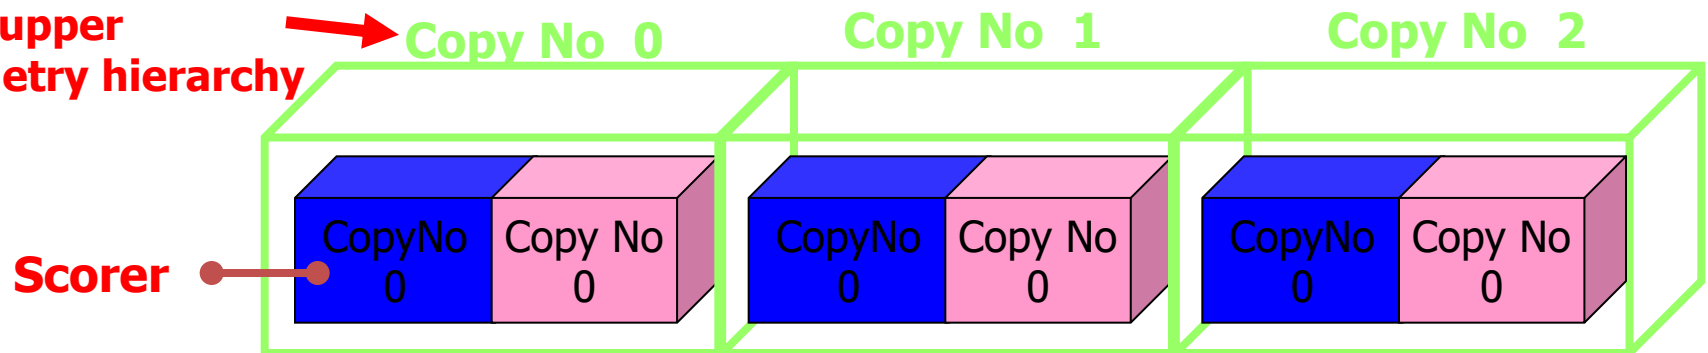 upper
etry hierarchy
Copy No 0
Copy No 1
Copy No 2
CopyNo
0
Copy No
0
CopyNo
0
Copy No
0
CopyNo
0
Copy No
0
Scorer